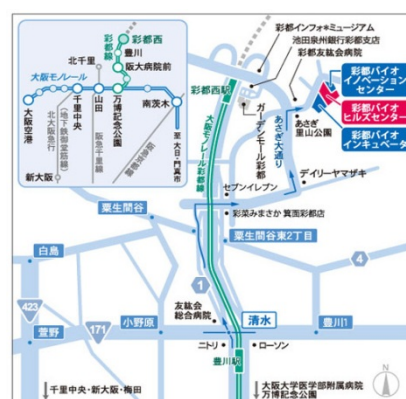 彩都西
豊川
阪大病院前
彩都線
北千里
大阪モノレール
千里中央
山田
万博記念公園
南茨木
大阪空港
(地下鉄御堂筋線)
北大阪急行
阪急千里線
新大阪
至 大日・門真市
彩都インフォ*ミュージアム
池田泉州銀行彩都支店
彩都友紘会病院
彩都西駅
ガーデンモール彩都
あさぎ大通り
あさぎ
里山公園
彩都バイオ
イノベーション
センター
彩都バイオ
ヒルズセンター
彩都バイオ
インキュベータ
大阪モノレール彩都線
セブンイレブン
デイリーヤマザキ
彩菜みまさか 箕面彩都店
粟生間谷
粟生間谷東2丁目
白島
4
1
423
171
萱野
小野原
友紘会
総合病院
清水
豊川1
ニトリ
ローソン
豊川駅
千里中央・新大阪・梅田
大阪大学医学部附属病院
万博記念公園
N